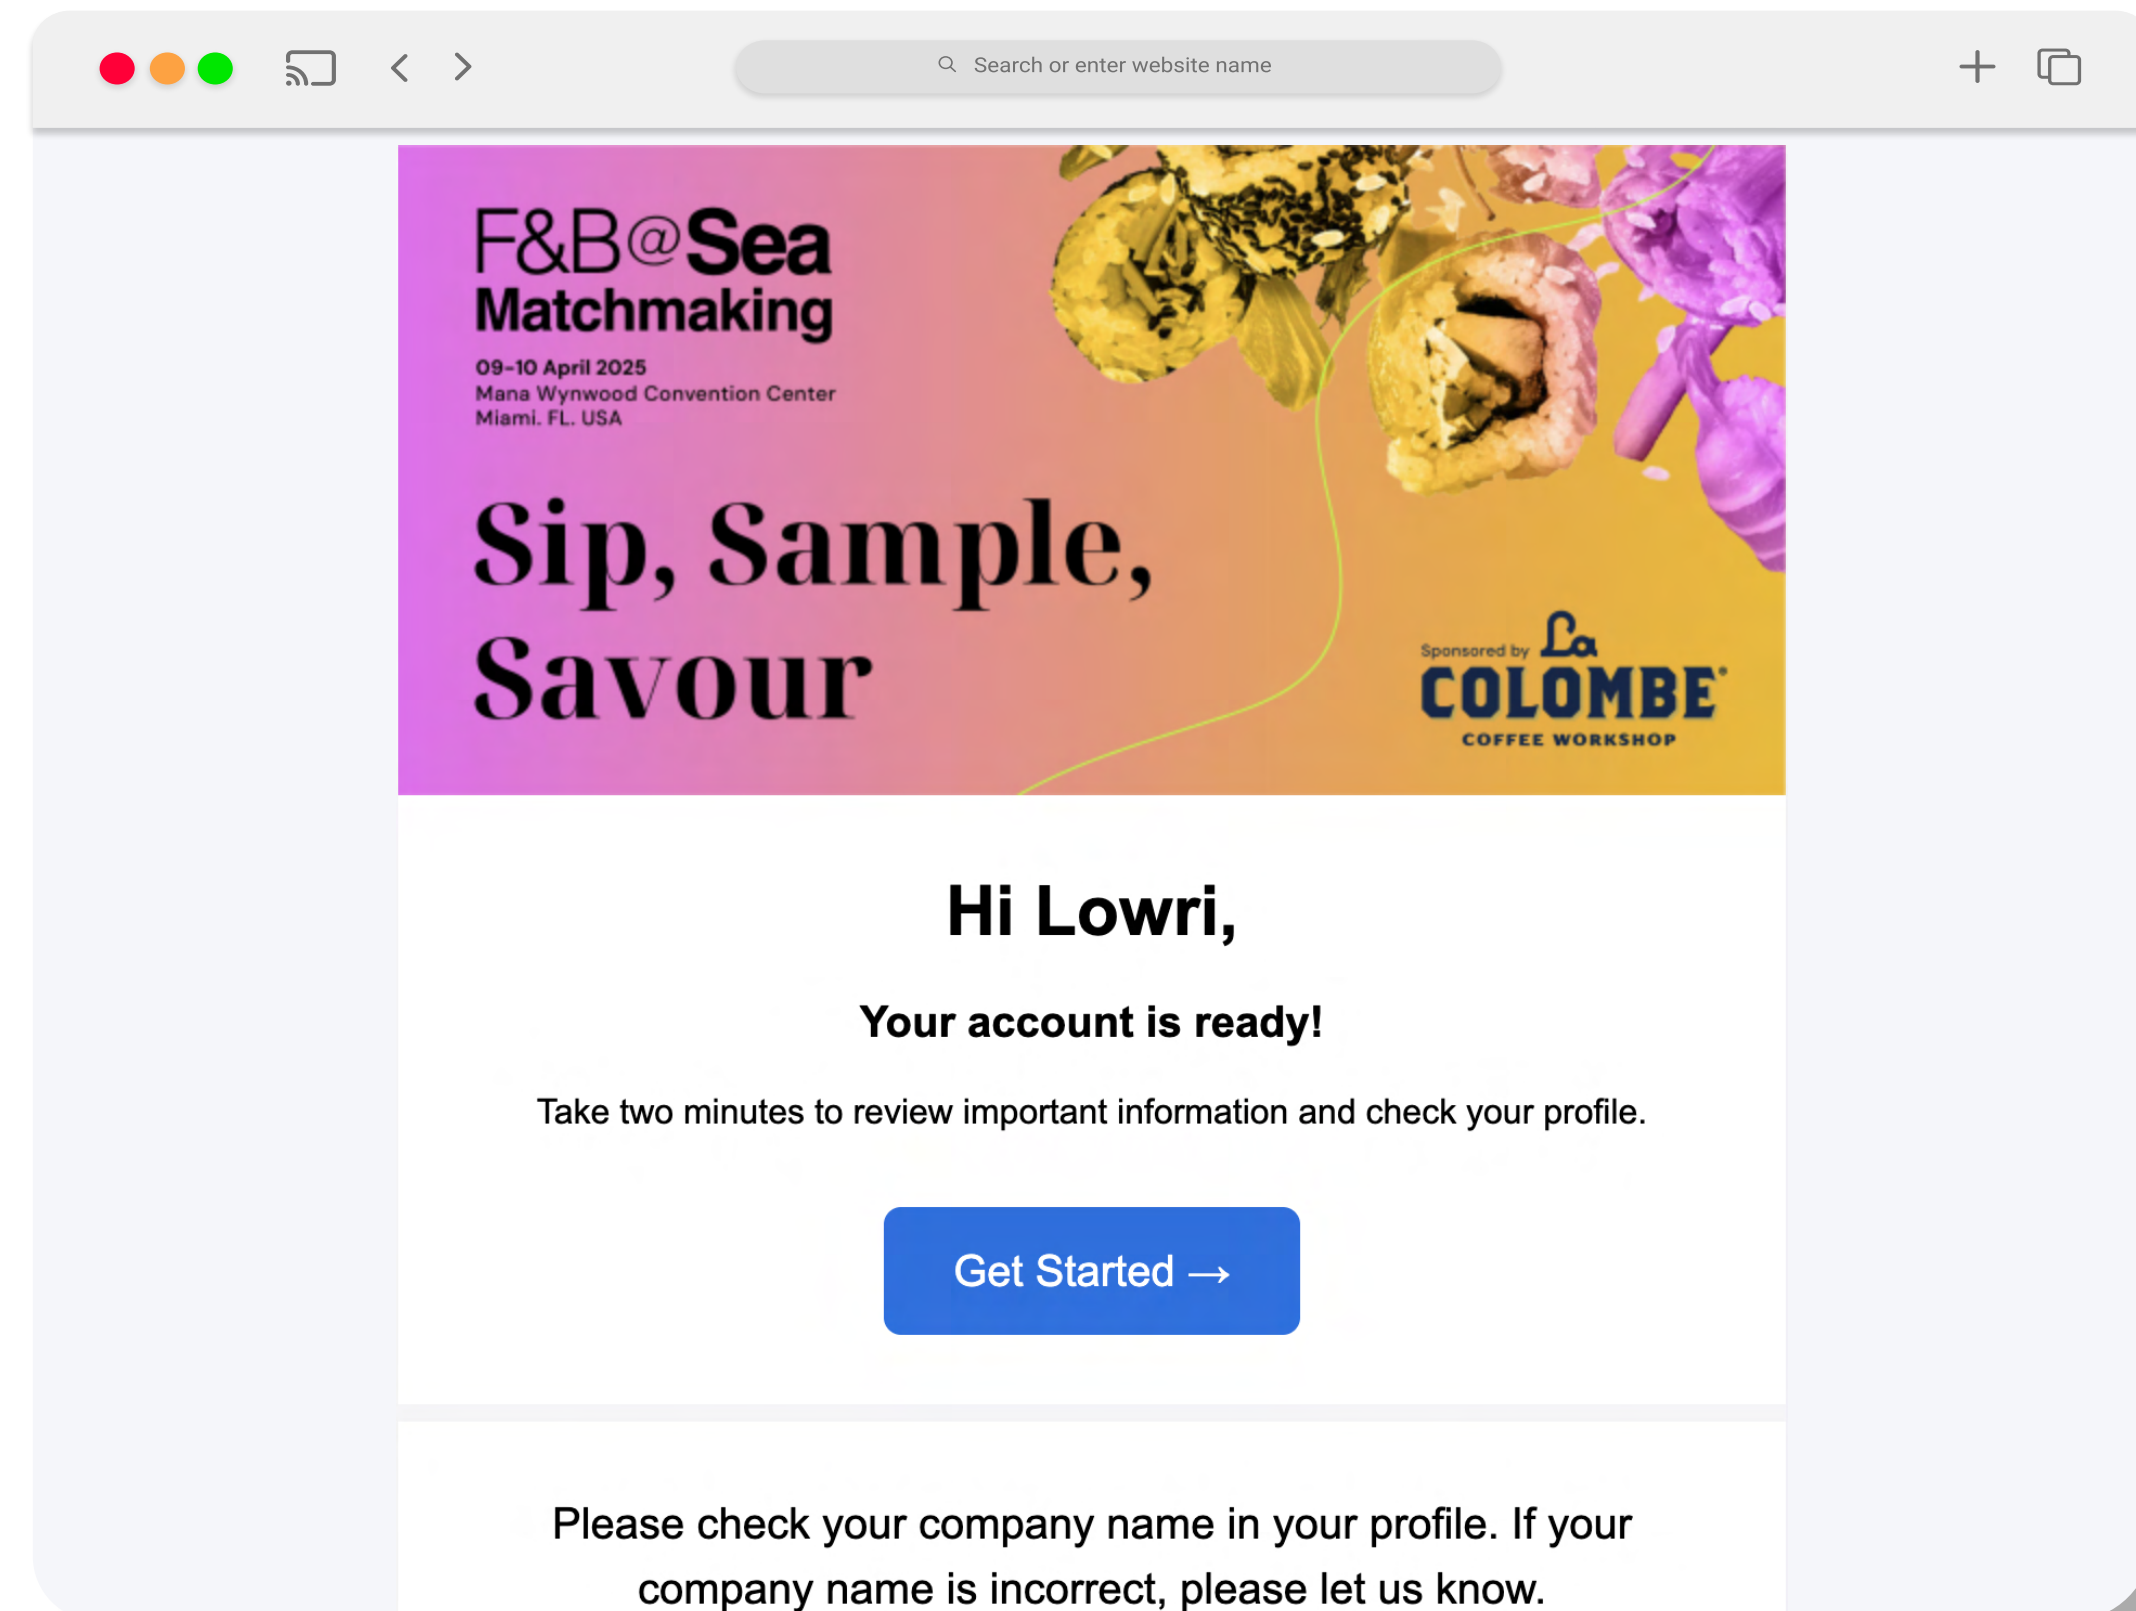 Search or enter website name
F&B@Sea
Matchmaking
09-10 April 2025
Mana Wynwood Convention Center
Miami. FL. USA
Sip, Sample,
Savour
Sponsored by La
COLOMBE®
COFFEE WORKSHOP
Hi Lowri,
Your account is ready!
Take two minutes to review important information and check your profile.
Get Started →
Please check your company name in your profile. If your
company name is incorrect, please let us know.